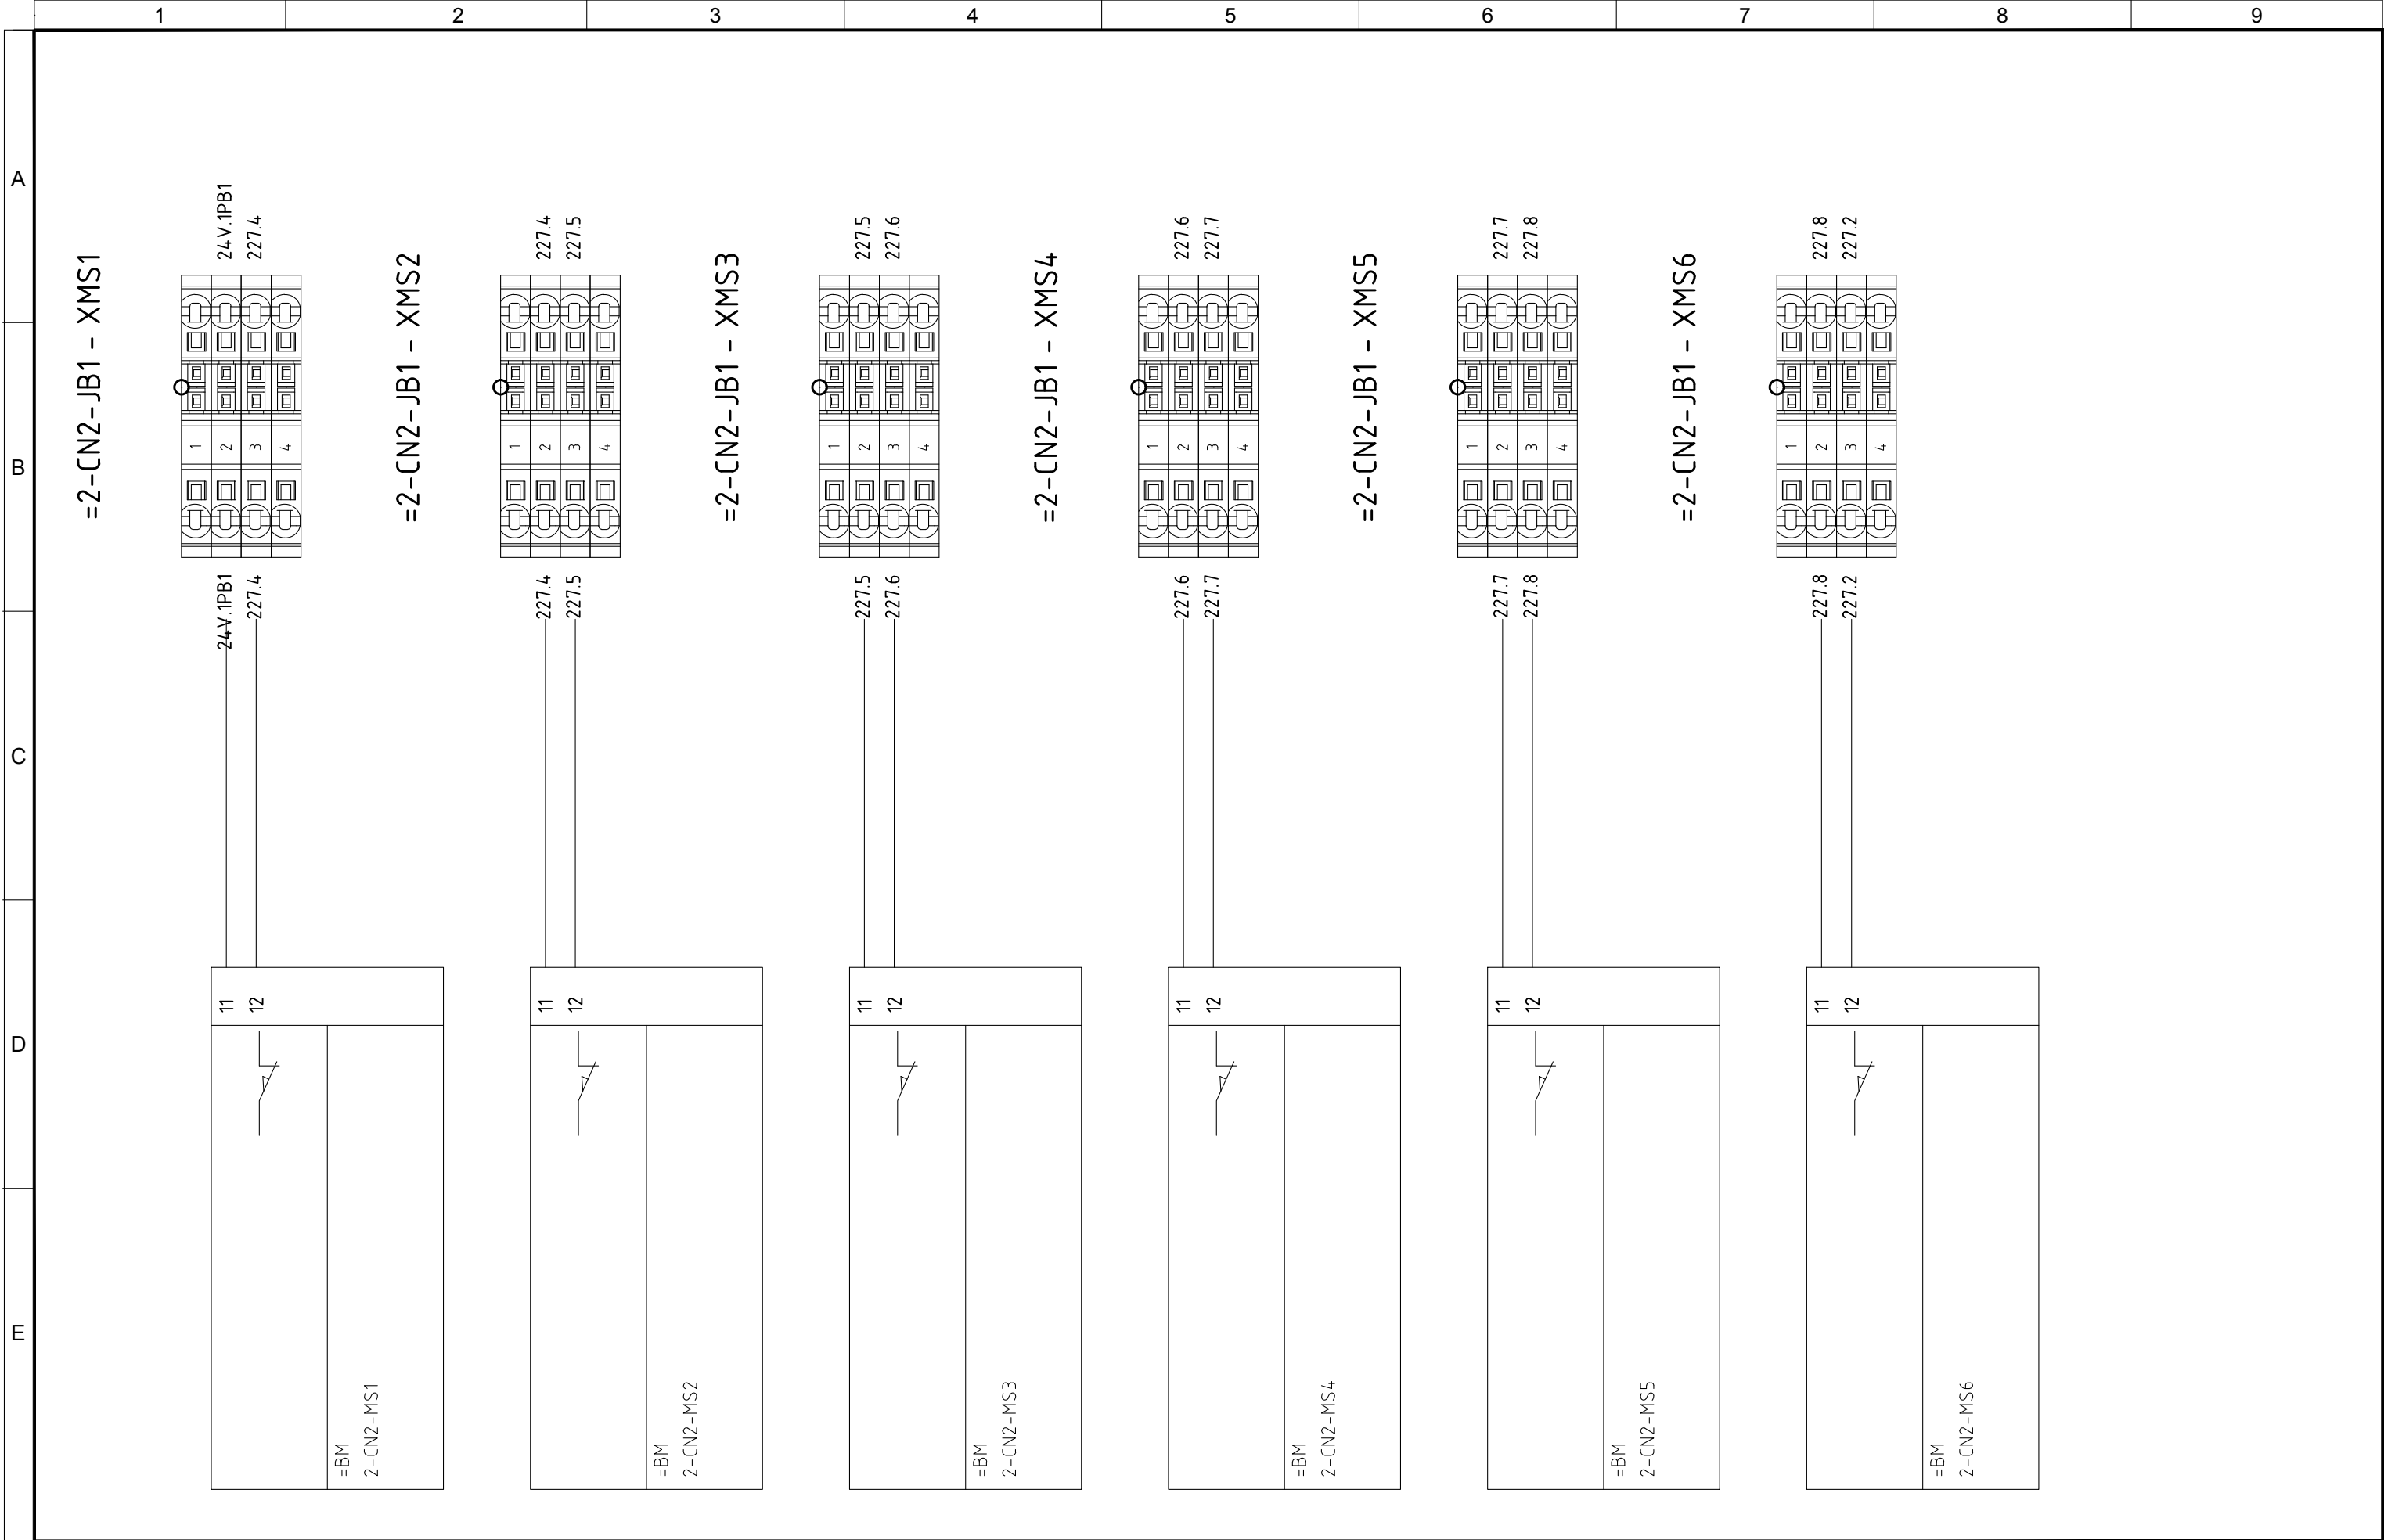 1 2 3 4 5 6 7 8 9
A
B
C
D
E
=2-CN2-JB1 - XMS1
24V.1PB1
227.4
1
2
3
4
24V.1PB1
227.4
11
12
=BM
2-CN2-MS1
=2-CN2-JB1 - XMS2
227.4
227.5
1
2
3
4
227.4
227.5
11
12
=BM
2-CN2-MS2
=2-CN2-JB1 - XMS3
227.5
227.6
1
2
3
4
227.5
227.6
11
12
=BM
2-CN2-MS3
=2-CN2-JB1 - XMS4
227.6
227.7
1
2
3
4
227.6
227.7
11
12
=BM
2-CN2-MS4
=2-CN2-JB1 - XMS5
227.7
227.8
1
2
3
4
227.7
227.8
11
12
=BM
2-CN2-MS5
=2-CN2-JB1 - XMS6
227.8
227.2
1
2
3
4
227.8
227.2
11
12
=BM
2-CN2-MS6